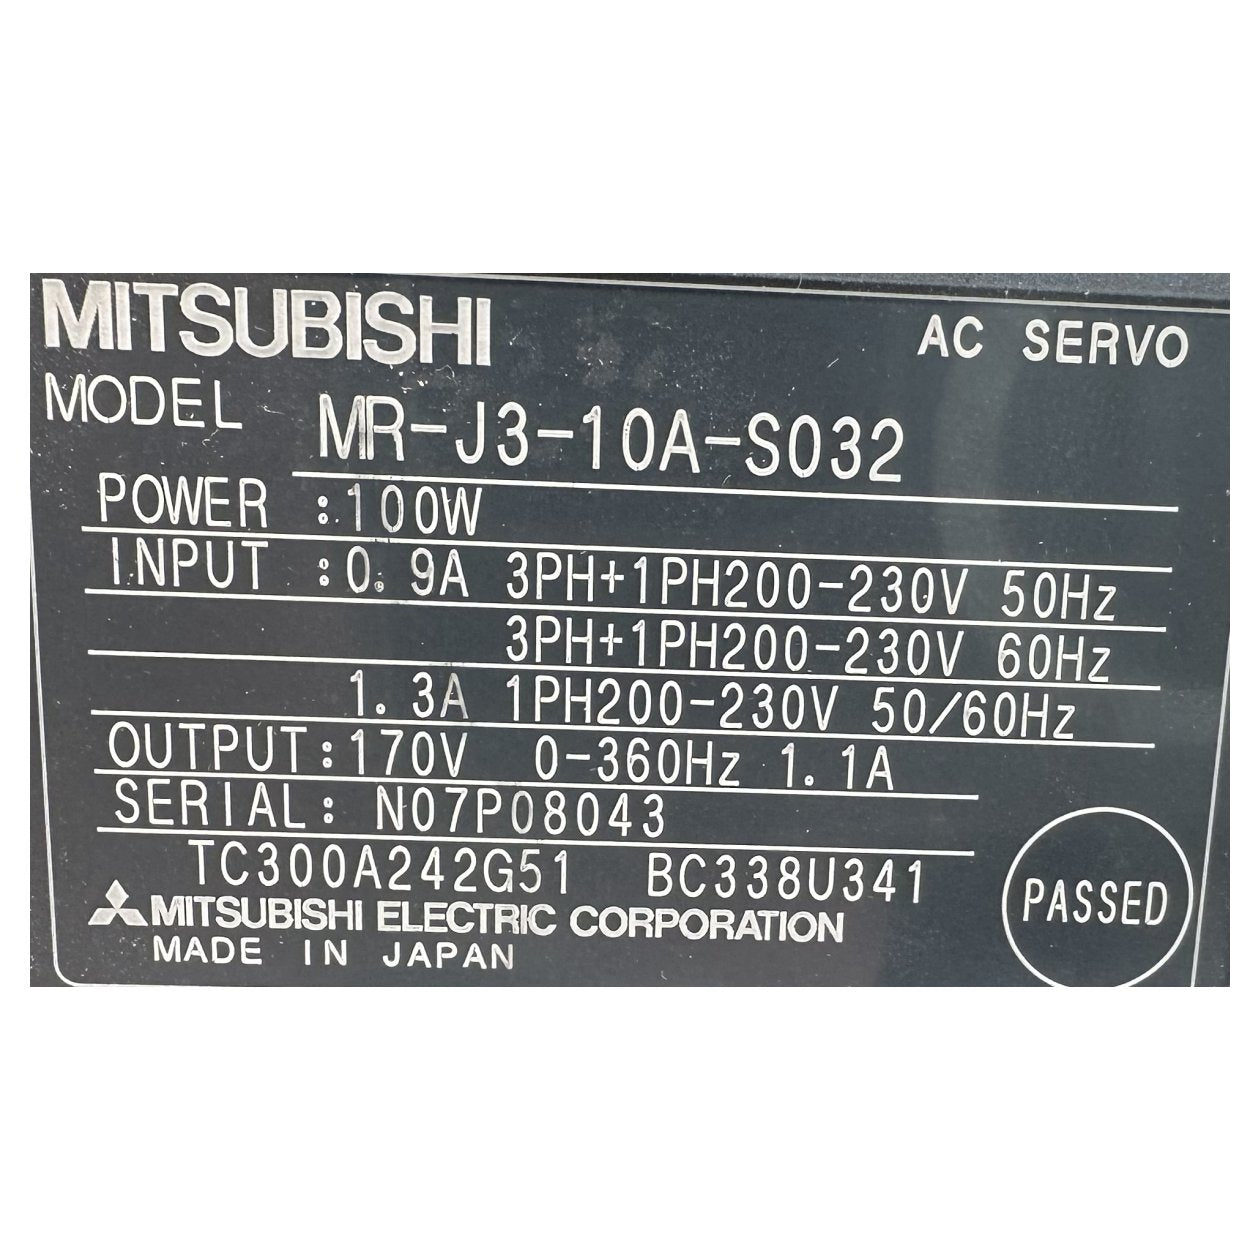 MITSUBISHI
AC SERVO
MODEL MR-J3-10A-S032
POWER :100W
INPUT :0.9A 3PH+1PH200-230V 50Hz
3PH+1PH200-230V 60Hz
1.3A 1PH200-230V 50/60Hz
OUTPUT:170V 0-360Hz 1.1A
SERIAL: N07P08043
TC300A242G51 BC338U341
MITSUBISHI ELECTRIC CORPORATION
MADE IN JAPAN
PASSED